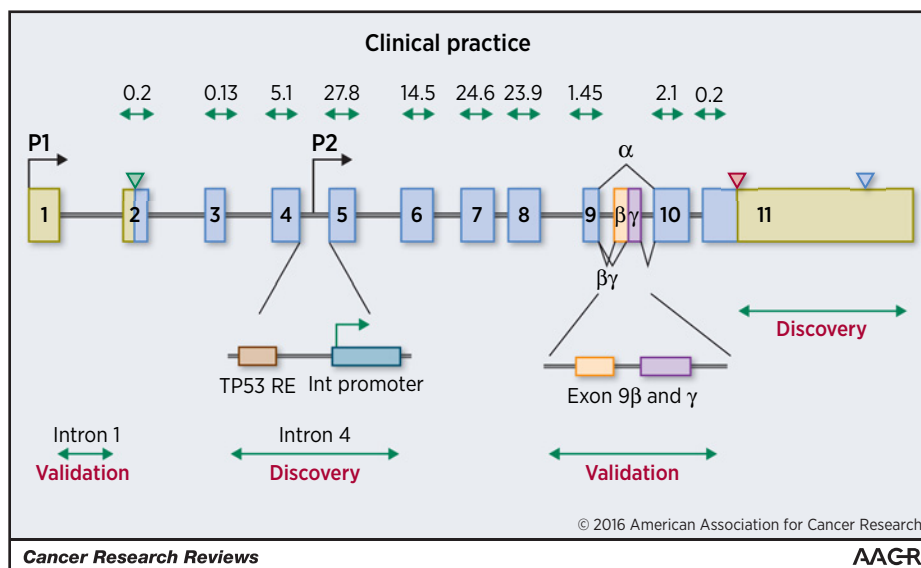 Clinical practice
0.2 0.13 5.1 27.8 14.5 24.6 23.9 1.45 2.1 0.2
P1 P2 α
1 2 3 4 5 6 7 8 9 β γ 10 11
βγ
Discovery
TP53 RE Int promoter
Exon 9β and γ
Intron 1 Intron 4
Validation Discovery Validation
© 2016 American Association for Cancer Research
Cancer Research Reviews AACR